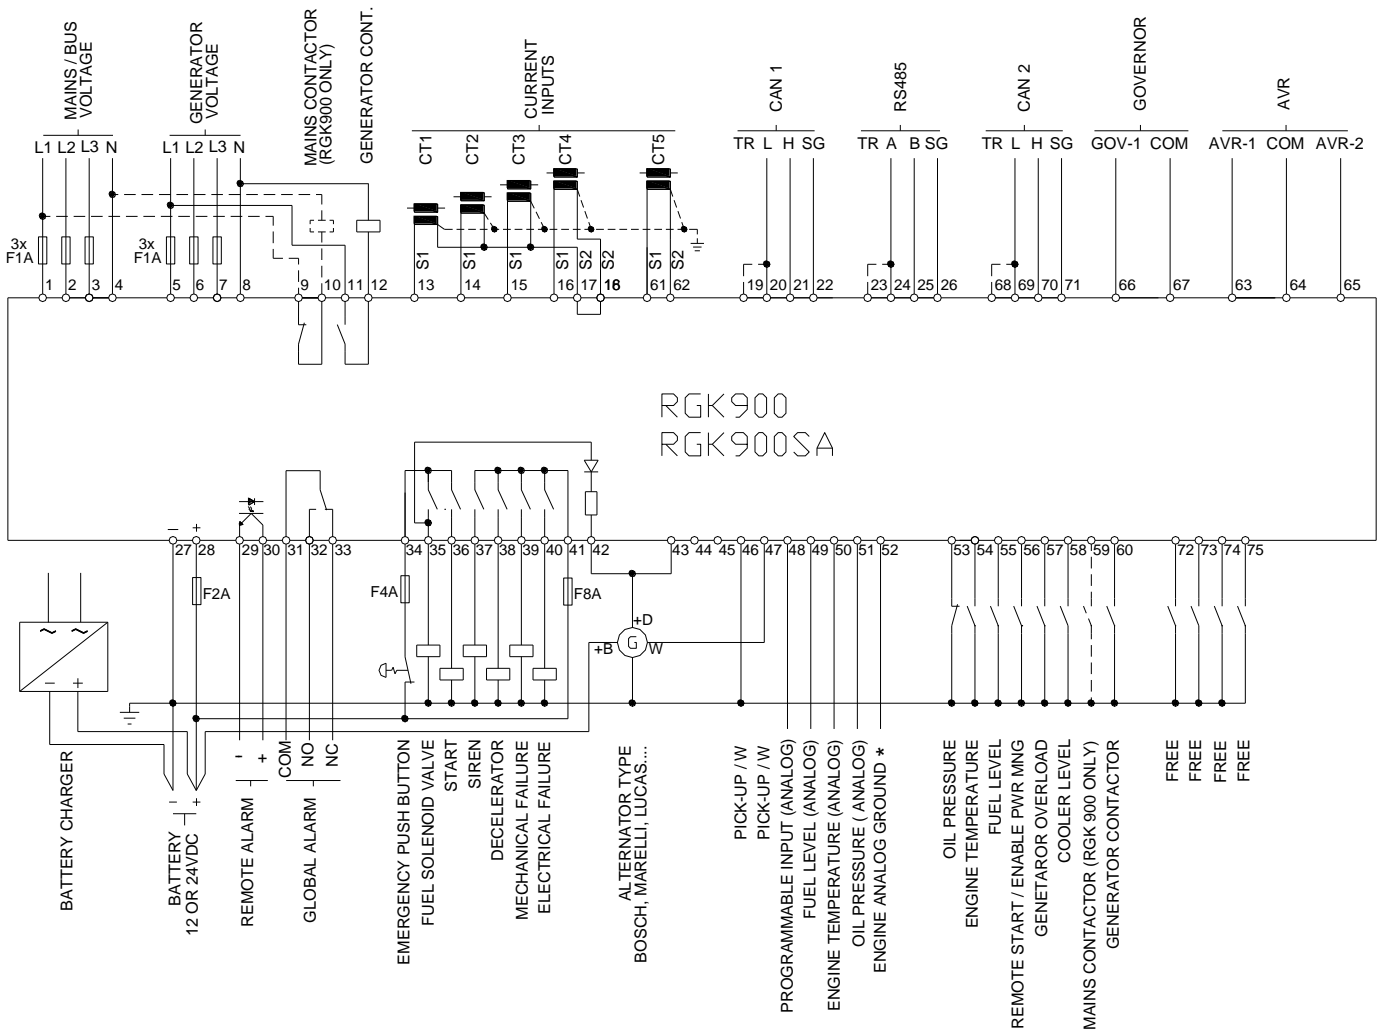 MAINS / BUS
VOLTAGE
GENERATOR
VOLTAGE
MAINS CONTACTOR
(RGK900 ONLY)
GENERATOR CONT.
CURRENT
INPUTS
CAN 1
RS485
CAN 2
GOVERNOR
AVR
L1 L2 L3 N
L1 L2 L3 N
CT1 CT2 CT3 CT4 CT5
TR L H SG
TR A B SG
TR L H SG
GOV-1 COM
AVR-1 COM AVR-2
3x
F1A
3x
F1A
S1 S1 S1 S1 S2 S2 S1 S2
1 2 3 4 5 6 7 8 9 10 11 12 13 14 15 16 17 18 61 62 19 20 21 22 23 24 25 26 68 69 70 71 66 67 63 64 65
RGK900
RGK900SA
– +
27 28 29 30 31 32 33 34 35 36 37 38 39 40 41 42 43 44 45 46 47 48 49 50 51 52 53 54 55 56 57 58 59 60 72 73 74 75
F2A
F4A
F8A
~ ~
– +
+D
+B
G
W
- +
COM
NO
NC
- +
BATTERY CHARGER
BATTERY
12 OR 24VDC
REMOTE ALARM
GLOBAL ALARM
EMERGENCY PUSH BUTTON
FUEL SOLENOID VALVE
START
SIREN
DECELERATOR
MECHANICAL FAILURE
ELECTRICAL FAILURE
ALTERNATOR TYPE
BOSCH, MARELLI, LUCAS....
PICK-UP / W
PICK-UP / W
PROGRAMMABLE INPUT (ANALOG)
FUEL LEVEL (ANALOG)
ENGINE TEMPERATURE (ANALOG)
OIL PRESSURE ( ANALOG)
ENGINE ANALOG GROUND *
OIL PRESSURE
ENGINE TEMPERATURE
FUEL LEVEL
REMOTE START / ENABLE PWR MNG
GENETAROR OVERLOAD
COOLER LEVEL
MAINS CONTACTOR (RGK 900 ONLY)
GENERATOR CONTACTOR
FREE
FREE
FREE
FREE